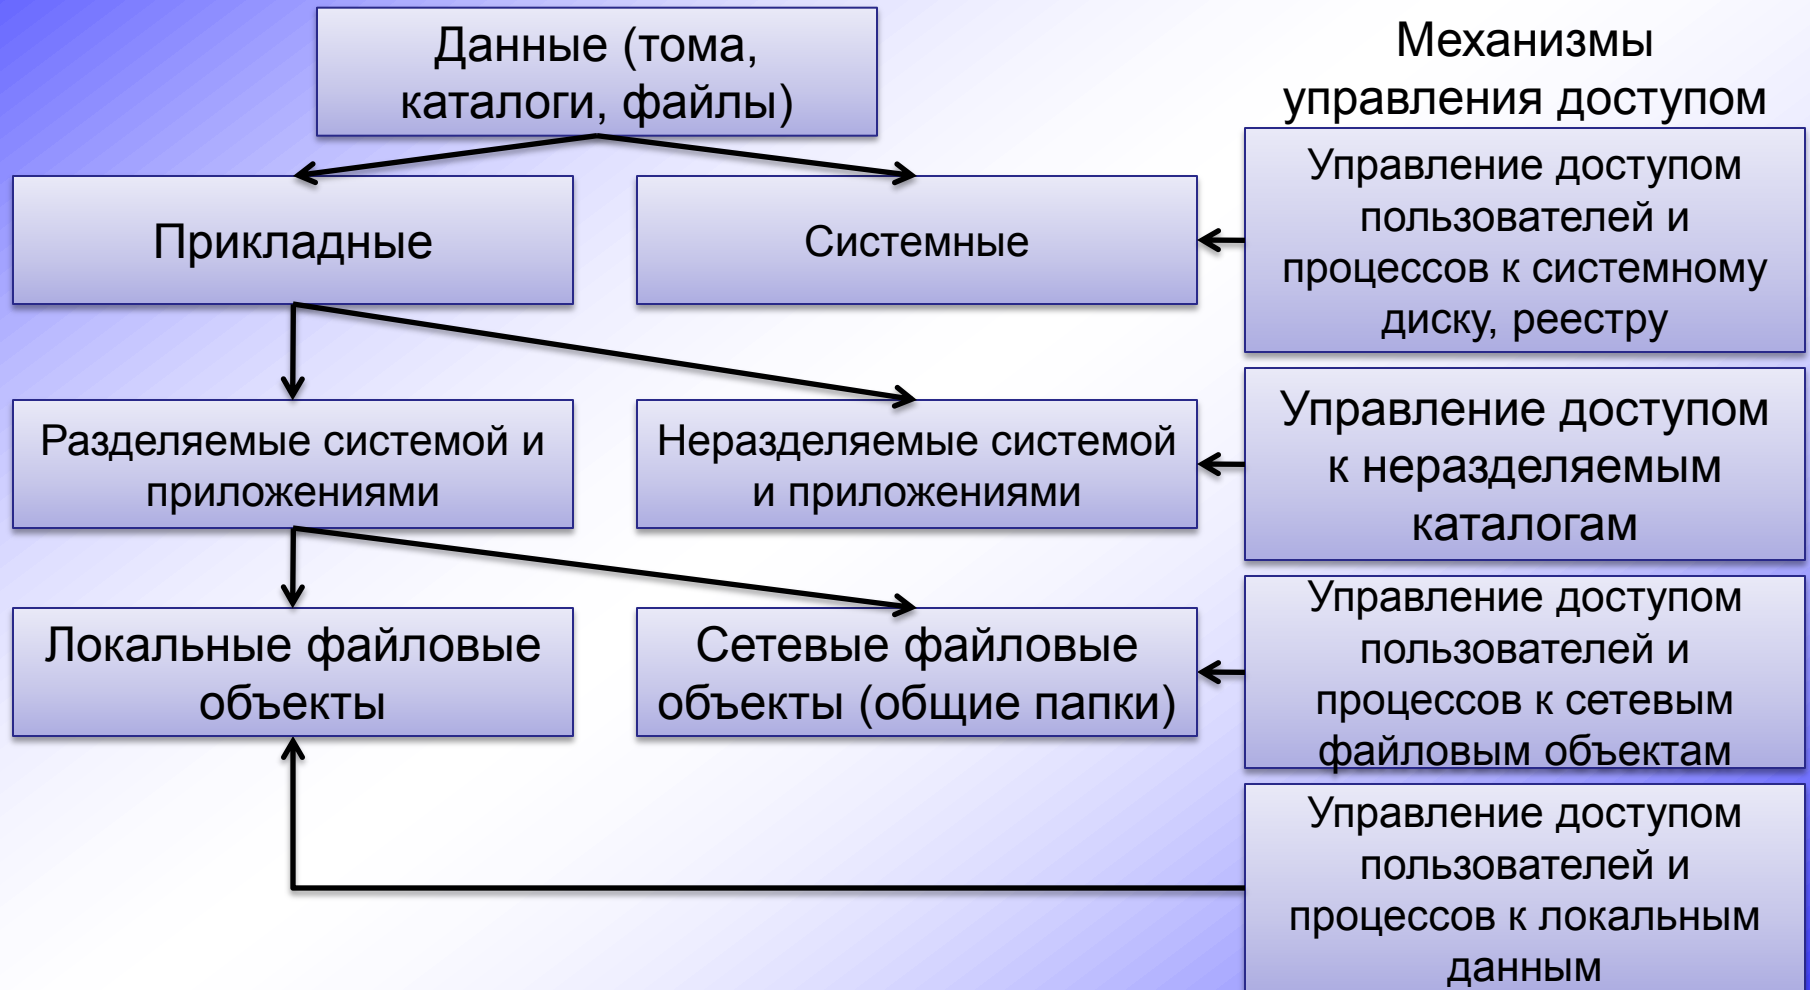 Данные (тома,
каталоги, файлы)
Механизмы
управления доступом
Прикладные
Системные
Управление доступом
пользователей и
процессов к системному
диску, реестру
Разделяемые системой и
приложениями
Неразделяемые системой
и приложениями
Управление доступом
к неразделяемым
каталогам
Локальные файловые
объекты
Сетевые файловые
объекты (общие папки)
Управление доступом
пользователей и
процессов к сетевым
файловым объектам
Управление доступом
пользователей и
процессов к локальным
данным